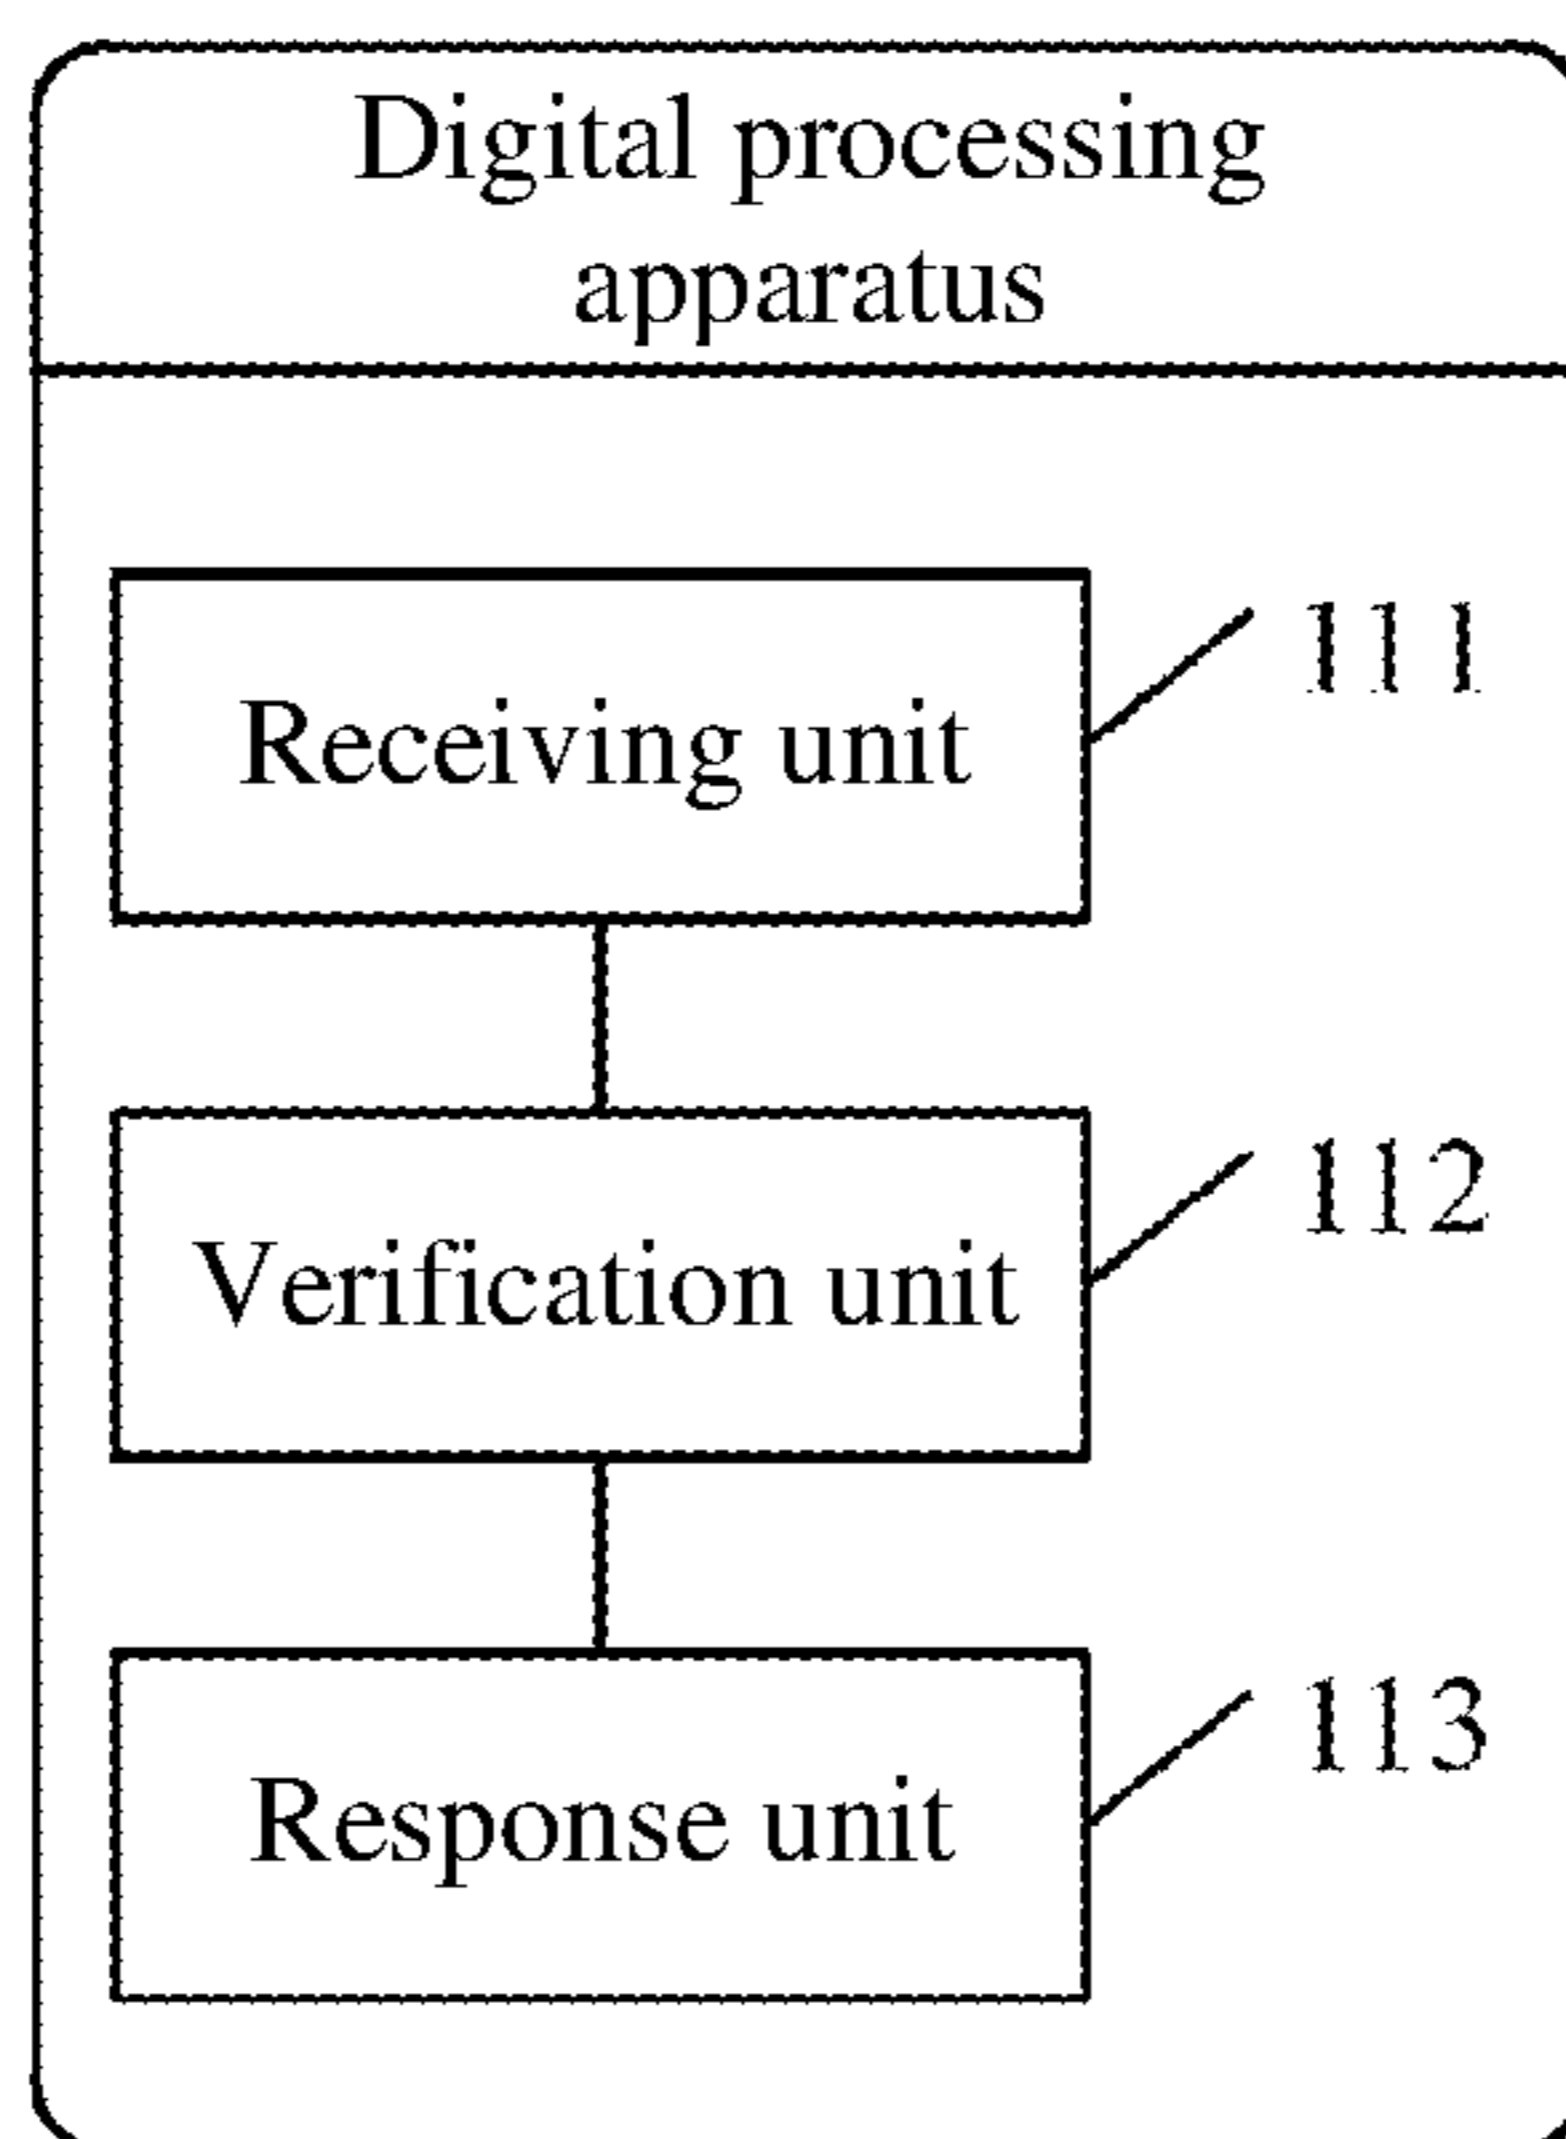 Digital processing
apparatus
Receiving unit
111
Verification unit
112
Response unit
113